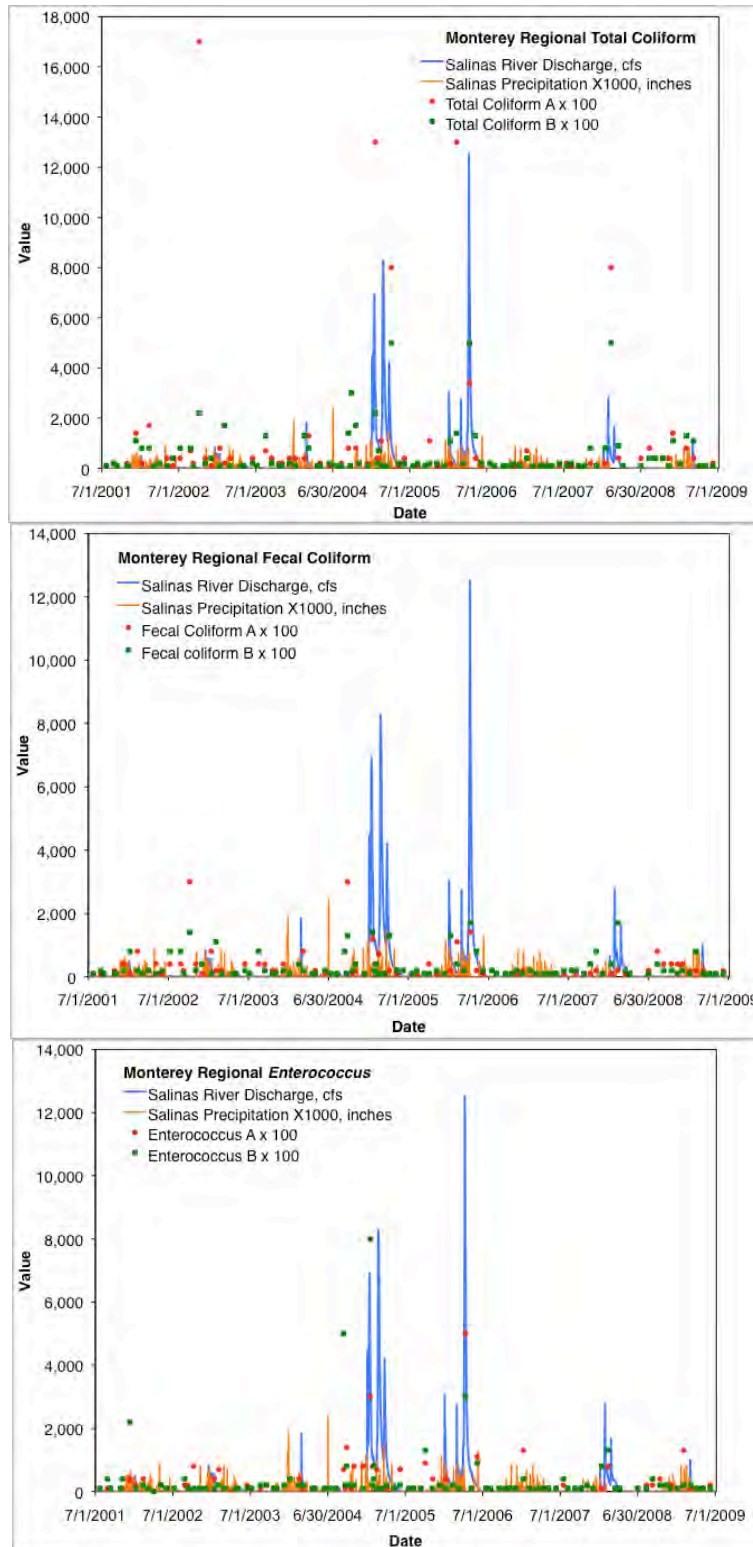 Monterey Regional Total Coliform
Salinas River Discharge, cfs
Salinas Precipitation X1000, inches
Total Coliform A x 100
Total Coliform B x 100
18,000
16,000
14,000
12,000
10,000
8,000
6,000
4,000
2,000
0
Value
7/1/2001 7/1/2002 7/1/2003 6/30/2004 7/1/2005 7/1/2006 7/1/2007 6/30/2008 7/1/2009
Date
Monterey Regional Fecal Coliform
Salinas River Discharge, cfs
Salinas Precipitation X1000, inches
Fecal Coliform A x 100
Fecal coliform B x 100
14,000
12,000
10,000
8,000
6,000
4,000
2,000
0
Value
7/1/2001 7/1/2002 7/1/2003 6/30/2004 7/1/2005 7/1/2006 7/1/2007 6/30/2008 7/1/2009
Date
Monterey Regional Enterococcus
Salinas River Discharge, cfs
Salinas Precipitation X1000, inches
Enterococcus A x 100
Enterococcus B x 100
14,000
12,000
10,000
8,000
6,000
4,000
2,000
0
Value
7/1/2001 7/1/2002 7/1/2003 6/30/2004 7/1/2005 7/1/2006 7/1/2007 6/30/2008 7/1/2009
Date